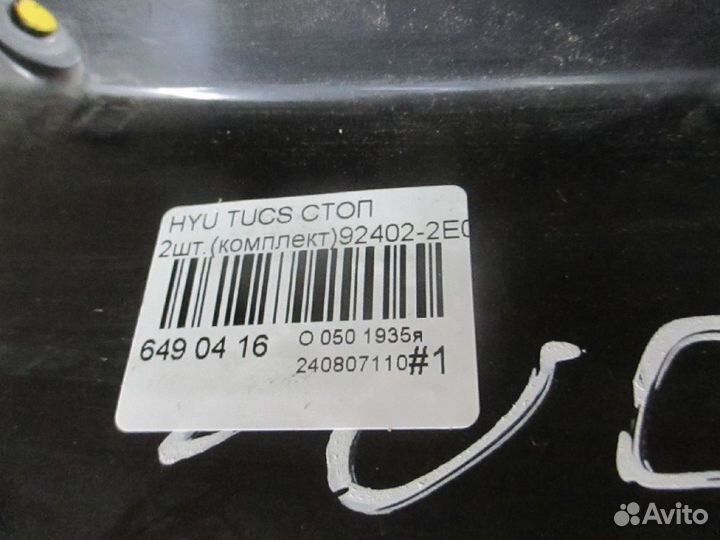 HYU TUCS СТОП
2шт.(комплект)92402-2E0
649 04 16
О 050 1935я
240807110#1
Avito